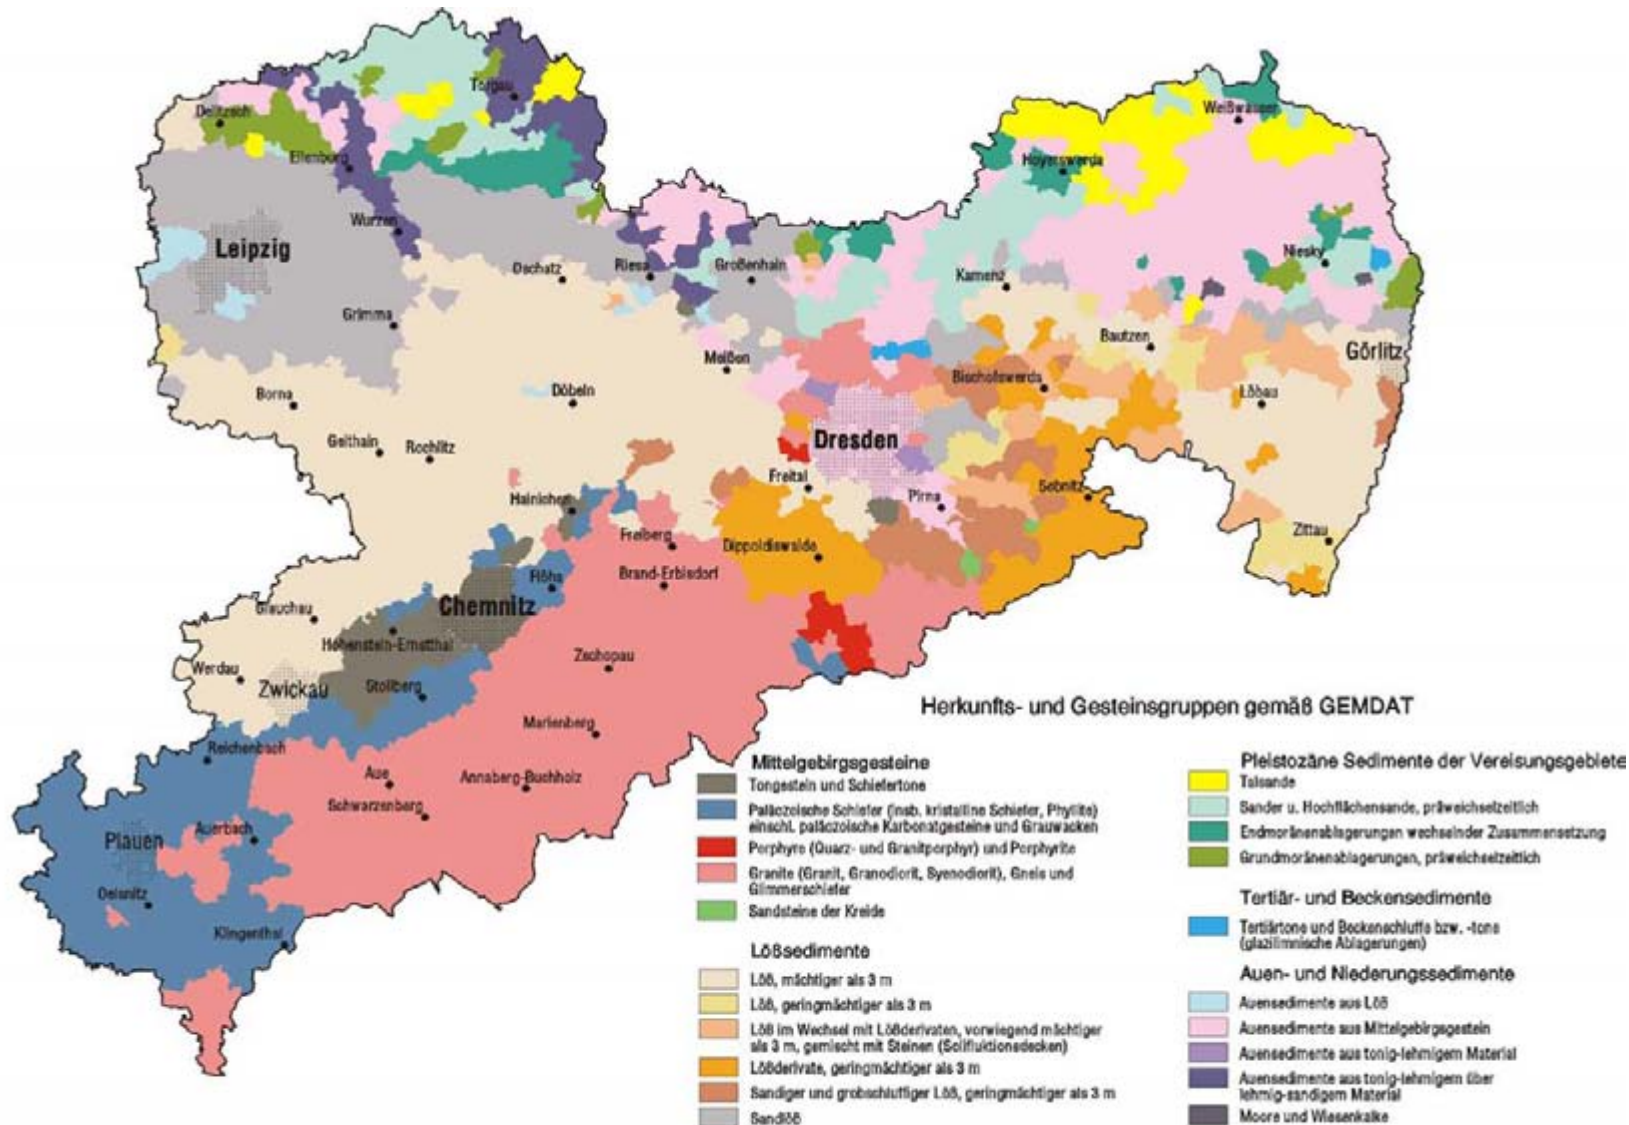 Torgau
Weißwasser
Delitzsch
Eilenburg
Hoyerswerda
Wurzen
Leipzig
Niesky
Oschatz
Riesa
Großenhain
Kamenz
Grimma
Bautzen
Görlitz
Meißen
Bischofswerda
Borna
Döbeln
Löbau
Geithain
Rochlitz
Dresden
Freital
Hainichen
Pirna
Sebnitz
Freiberg
Dippoldiswalde
Zittau
Flöha
Brand-Erbisdorf
Glauchau
Chemnitz
Hohenstein-Ernstthal
Werdau
Zschopau
Zwickau
Stollberg
Marienberg
Reichenbach
Aue
Annaberg-Buchholz
Schwarzenberg
Plauen
Auerbach
Oelsnitz
Klingenthal
Herkunfts- und Gesteinsgruppen gemäß GEMDAT
Mittelgebirgsgesteine
Tongestein und Schiefertone
Paläozoische Schiefer (insb. kristalline Schiefer, Phyllite)
einschl. paläozoische Karbonatgesteine und Grauwacken
Porphyre (Quarz- und Granitporphyr) und Porphyrite
Granite (Granit, Granodiorit, Syenodiorit), Gneis und
Glimmerschiefer
Sandsteine der Kreide
Lößsedimente
Löß, mächtiger als 3 m
Löß, geringmächtiger als 3 m
Löß im Wechsel mit Lößderivaten, vorwiegend mächtiger
als 3 m, gemischt mit Steinen (Solifluktionsdecken)
Lößderivate, geringmächtiger als 3 m
Sandiger und grobschluffiger Löß, geringmächtiger als 3 m
Sandlöß
Pleistozäne Sedimente der Vereisungsgebiete
Talsande
Sander u. Hochflächensande, präweichselzeitlich
Endmoränenablagerungen wechselnder Zusammensetzung
Grundmoränenablagerungen, präweichselzeitlich
Tertiär- und Beckensedimente
Tertiärtone und Beckenschluffe bzw. -tone
(glazilimnische Ablagerungen)
Auen- und Niederungssedimente
Auensedimente aus Löß
Auensedimente aus Mittelgebirgsgestein
Auensedimente aus tonig-lehmigem Material
Auensedimente aus tonig-lehmigem über
lehmig-sandigem Material
Moore und Wiesenkalke